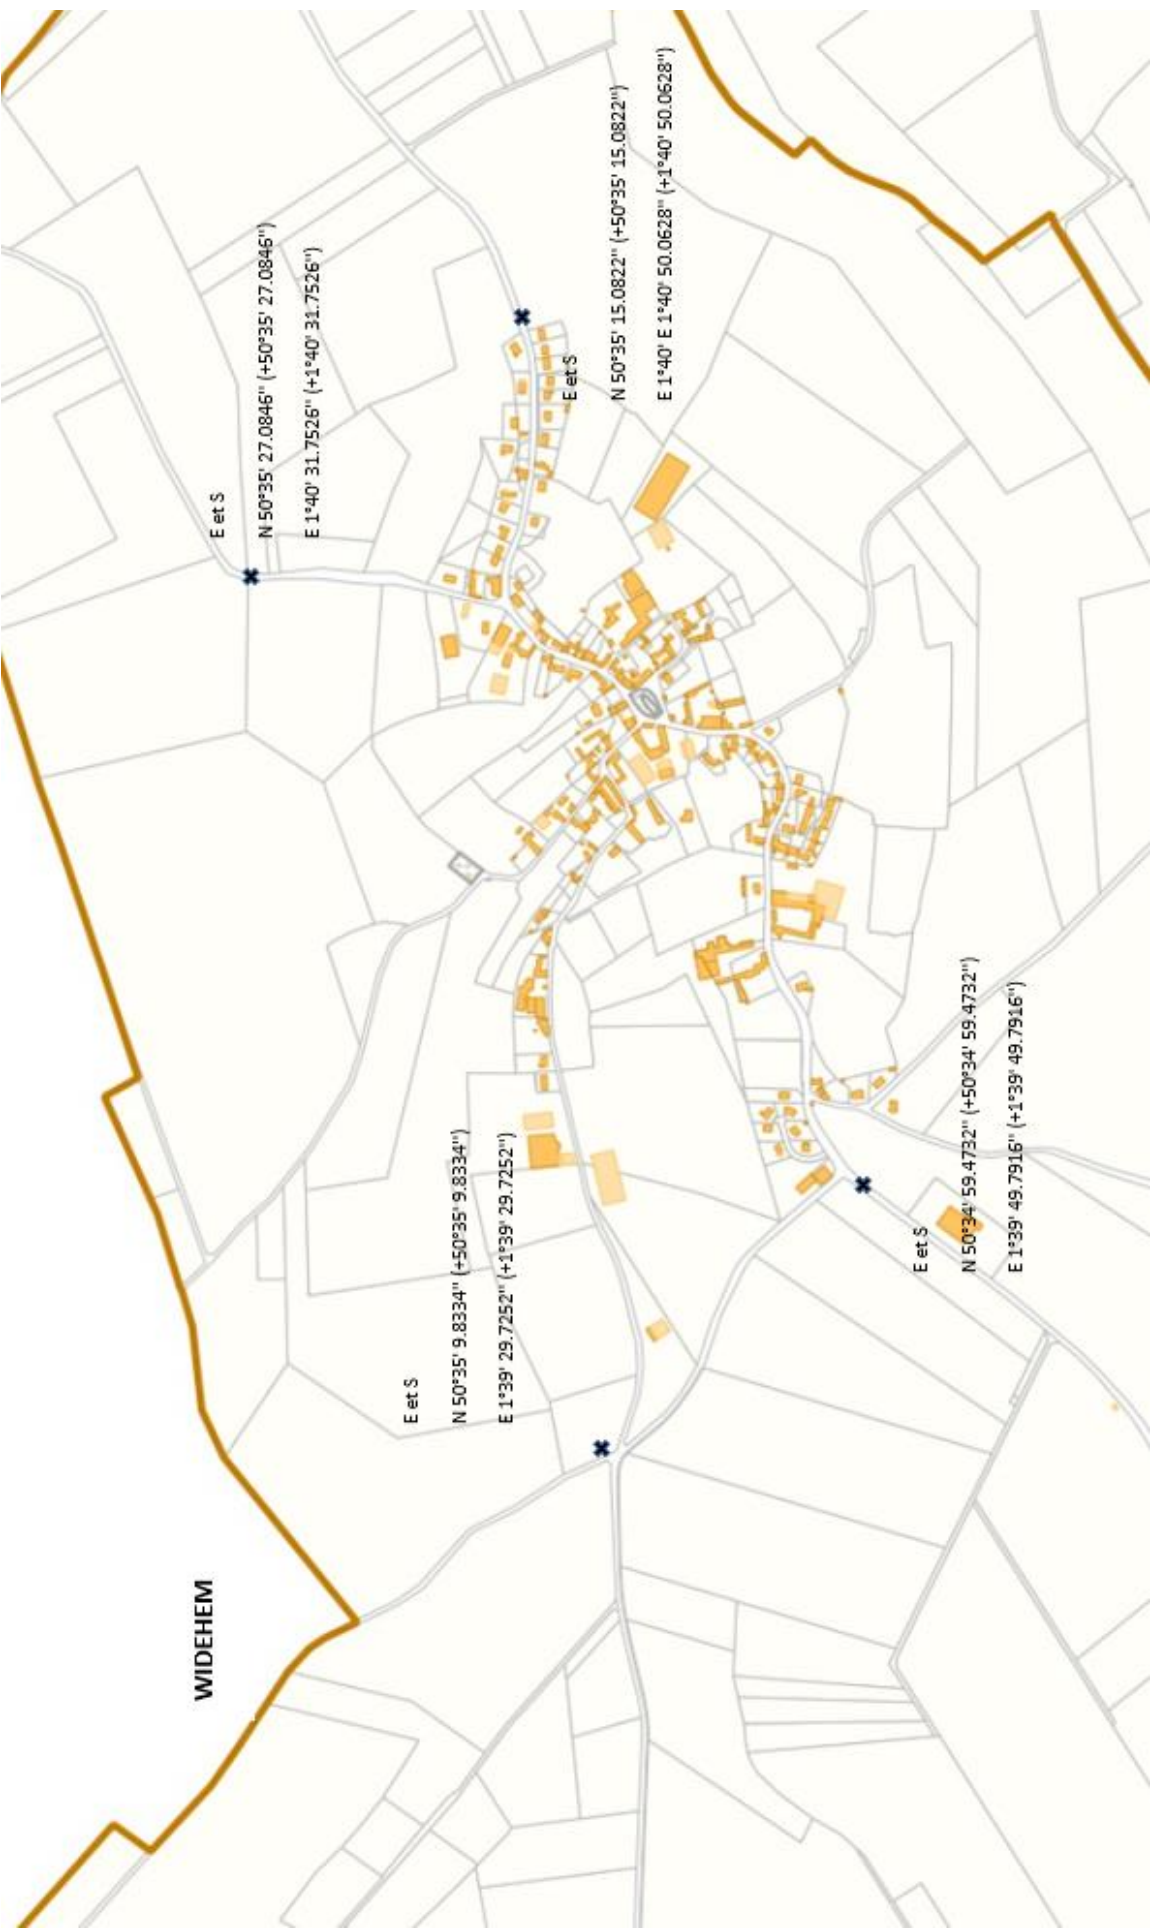 WIDEHEM
E et S
N 50°35' 9.8334" (+50°35' 9.8334")
E 1°39' 29.7252" (+1°39' 29.7252")
E et S
N 50°35' 27.0846" (+50°35' 27.0846")
E 1°40' 31.7526" (+1°40' 31.7526")
E et S
N 50°35' 15.0822" (+50°35' 15.0822")
E 1°40' E 1°40' 50.0628" (+1°40' 50.0628")
E et S
N 50°34' 59.4732" (+50°34' 59.4732")
E 1°39' 49.7916" (+1°39' 49.7916")